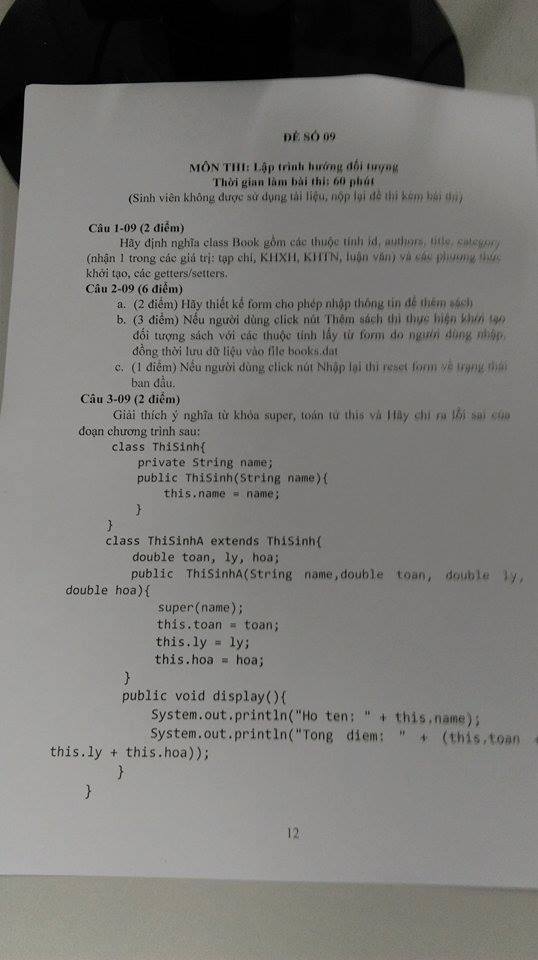 ĐỀ SỐ 09
MÔN THI: Lập trình hướng đối tượng
Thời gian làm bài thi: 60 phút
(Sinh viên không được sử dụng tài liệu, nộp lại đề thi kèm bài thi)
Câu 1-09 (2 điểm)
Hãy định nghĩa class Book gồm các thuộc tính id, authors, title, category
(nhận 1 trong các giá trị: tạp chí, KHXH, KHTN, luận văn) và các phương thức
khởi tạo, các getters/setters.
Câu 2-09 (6 điểm)
a. (2 điểm) Hãy thiết kế form cho phép nhập thông tin để thêm sách
b. (3 điểm) Nếu người dùng click nút Thêm sách thì thực hiện khởi tạo
đối tượng sách với các thuộc tính lấy từ form do người dùng nhập,
đồng thời lưu dữ liệu vào file books.dat
c. (1 điểm) Nếu người dùng click nút Nhập lại thì reset form về trạng thái
ban đầu.
Câu 3-09 (2 điểm)
Giải thích ý nghĩa từ khóa super, toán tử this và Hãy chỉ ra lỗi sai của
đoạn chương trình sau:
class ThiSinh{
private String name;
public ThiSinh(String name){
this.name = name;
}
}
class ThiSinhA extends ThiSinh{
double toan, ly, hoa;
public ThiSinhA(String name,double toan, double ly,
double hoa){
super(name);
this.toan = toan;
this.ly = ly;
this.hoa = hoa;
}
public void display(){
System.out.println("Ho ten: " + this.name);
System.out.println("Tong diem: " + (this.toan +
this.ly + this.hoa));
}
}
12